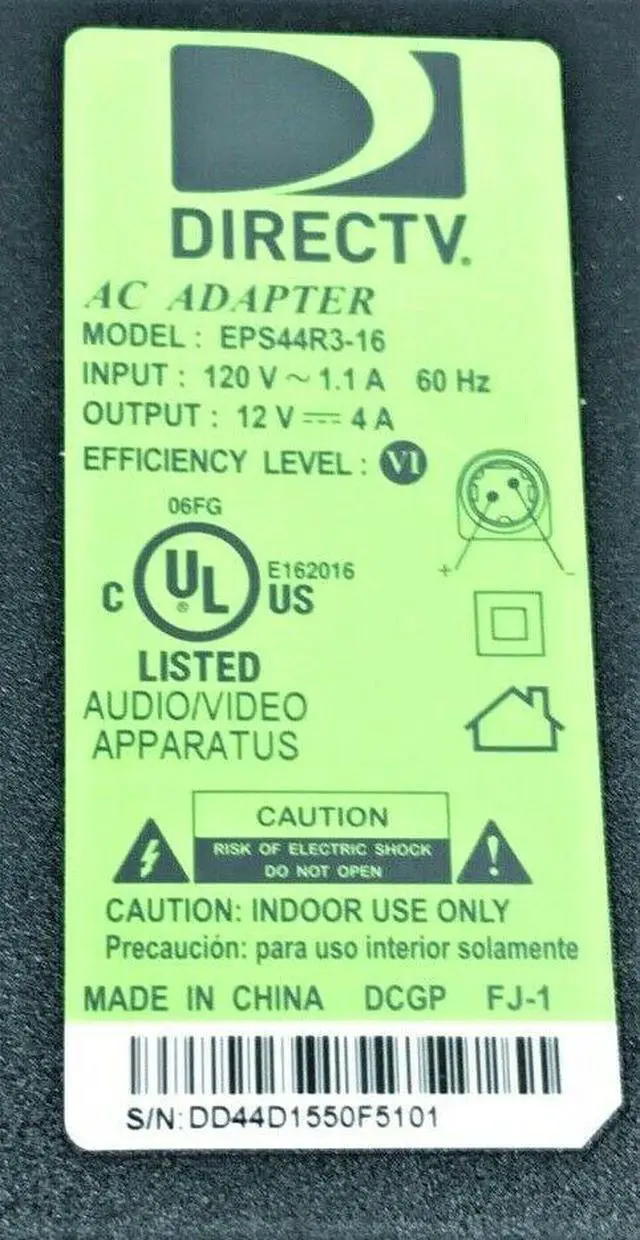 DIRECTV®
AC ADAPTER
MODEL : EPS44R3-16
INPUT : 120 V ~ 1.1 A 60 Hz
OUTPUT : 12 V ⎓ 4 A
EFFICIENCY LEVEL : VI
06FG
+ -
C UL® US E162016
LISTED
AUDIO/VIDEO
APPARATUS
CAUTION
RISK OF ELECTRIC SHOCK
DO NOT OPEN
CAUTION: INDOOR USE ONLY
Precaución: para uso interior solamente
MADE IN CHINA DCGP FJ-1
S/N: DD44D1550F5101